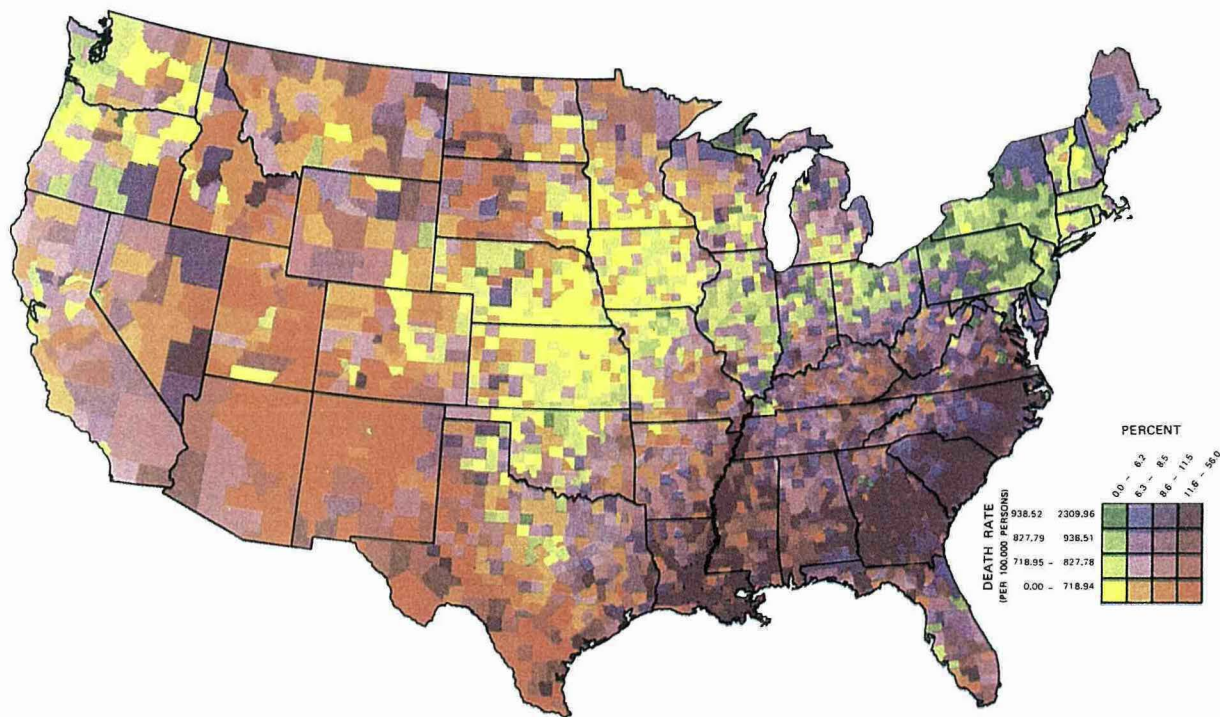 PERCENT
0.0 - 6.2
6.3 - 8.5
8.6 - 11.5
11.6 - 56.0
DEATH RATE
(PER 100,000 PERSONS)
938.52 2309.96
827.79 938.51
718.95 - 827.78
0.00 - 718.94